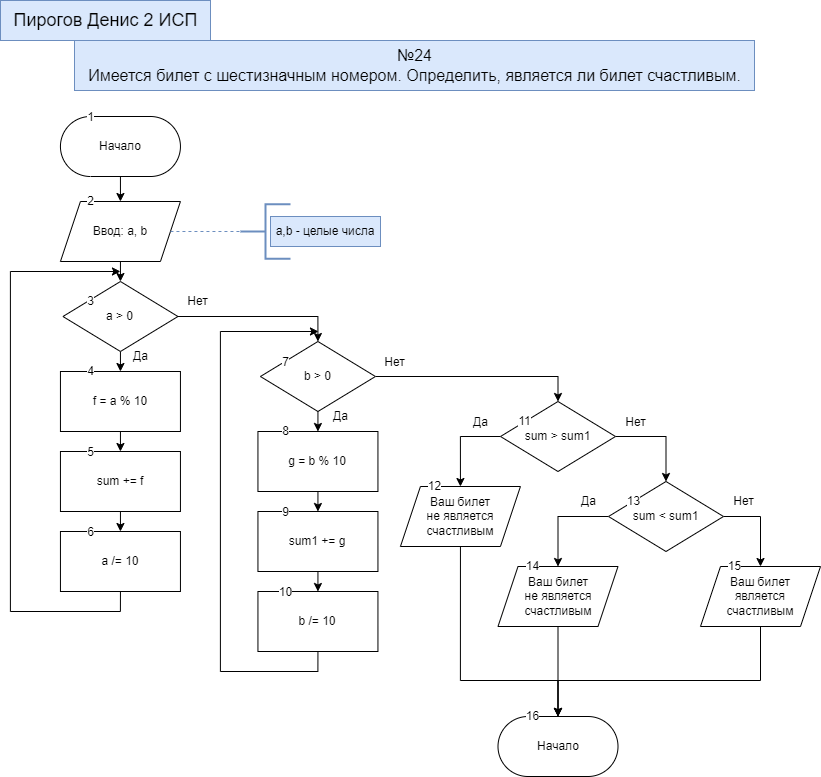 Пирогов Денис 2 ИСП
№24
Имеется билет с шестизначным номером. Определить, является ли билет счастливым.
1
Начало
2
Ввод: a, b
a,b - целые числа
3
a > 0
Нет
Да
4
f = a % 10
5
sum += f
6
a /= 10
7
b > 0
Нет
Да
8
g = b % 10
9
sum1 += g
10
b /= 10
11
sum > sum1
Да
Нет
12
Ваш билет
не является
счастливым
13
sum < sum1
Да
Нет
14
Ваш билет
не является
счастливым
15
Ваш билет
является
счастливым
16
Начало